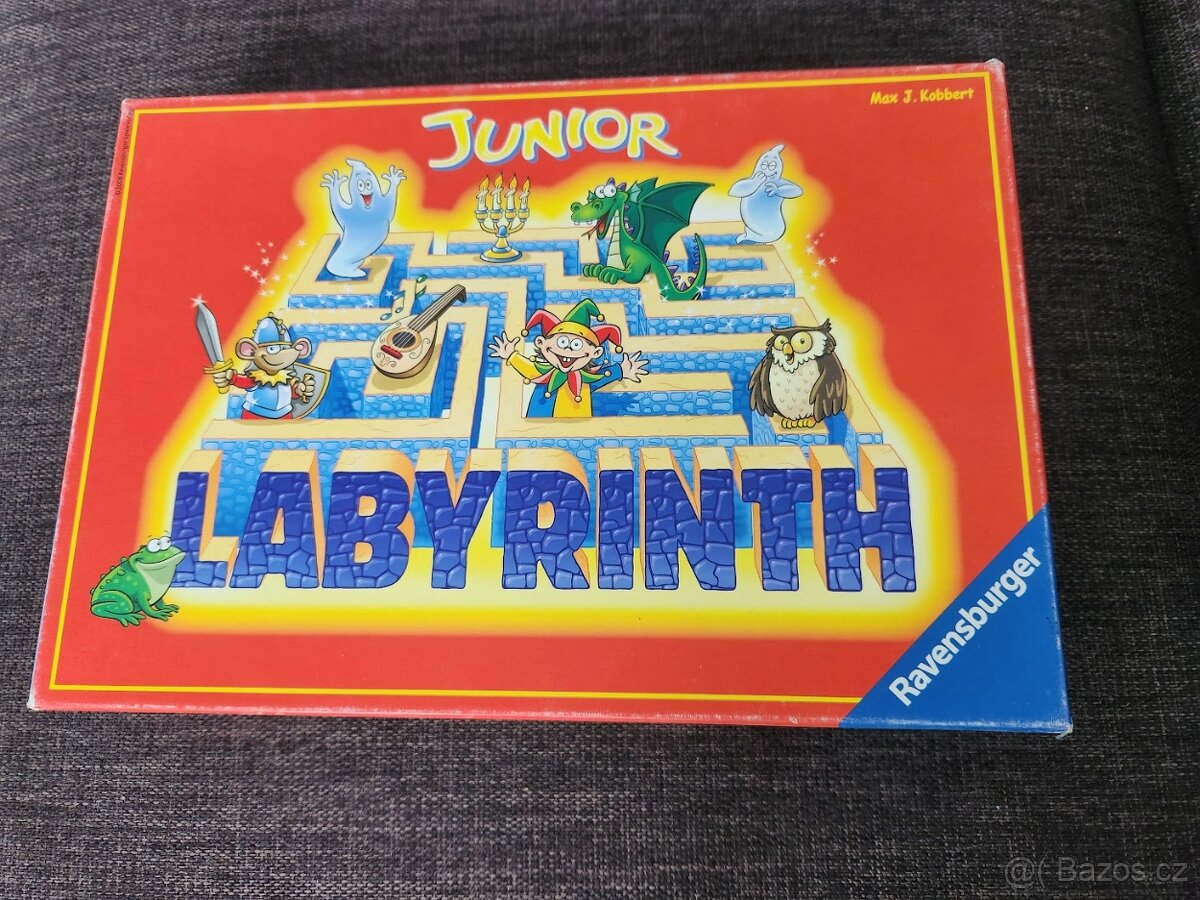 Max J. Kobbert
JUNIOR
LABYRINTH
Ravensburger
@( Bazos.cz